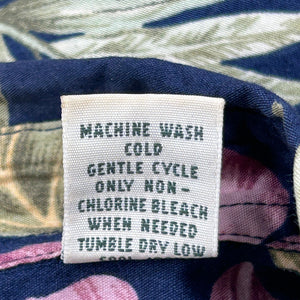 MACHINE WASH
COLD
GENTLE CYCLE
ONLY NON-
CHLORINE BLEACH
WHEN NEEDED
TUMBLE DRY LOW